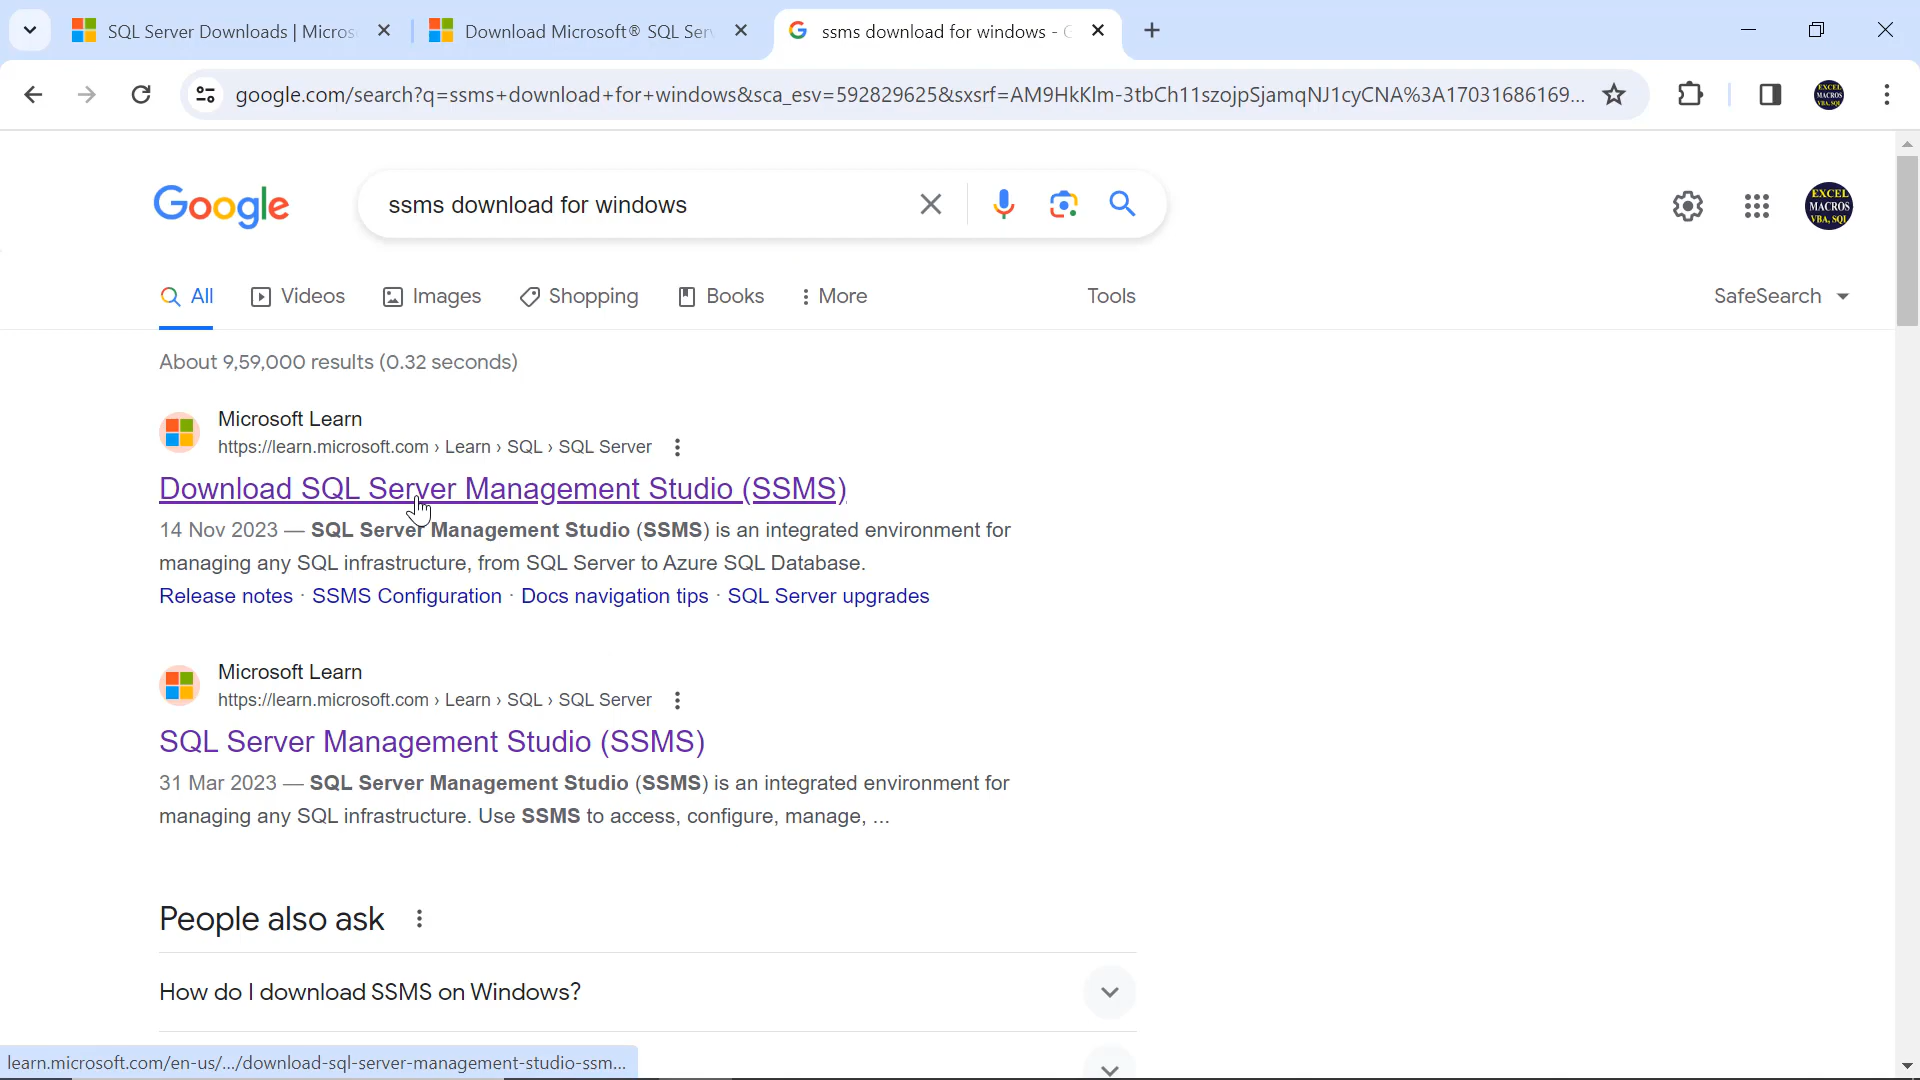 SQL Server Downloads | Micros
Download Microsoft® SQL Ser
ssms download for windows - G
google.com/search?q=ssms+download+for+windows&sca_esv=592829625&sxsrf=AM9HkKlm-3tbCh11szojpSjamqNJ1cyCNA%3A17031686169...
EXCEL
MACROS
VBA, SQL
Google
ssms download for windows
EXCEL
MACROS
VBA, SQL
All
Videos
Images
Shopping
Books
More
Tools
SafeSearch
About 9,59,000 results (0.32 seconds)
Microsoft Learn
https://learn.microsoft.com › Learn › SQL › SQL Server
Download SQL Server Management Studio (SSMS)
14 Nov 2023 — SQL Server Management Studio (SSMS) is an integrated environment for
managing any SQL infrastructure, from SQL Server to Azure SQL Database.
Release notes · SSMS Configuration · Docs navigation tips · SQL Server upgrades
Microsoft Learn
https://learn.microsoft.com › Learn › SQL › SQL Server
SQL Server Management Studio (SSMS)
31 Mar 2023 — SQL Server Management Studio (SSMS) is an integrated environment for
managing any SQL infrastructure. Use SSMS to access, configure, manage, ...
People also ask
How do I download SSMS on Windows?
learn.microsoft.com/en-us/.../download-sql-server-management-studio-ssm...